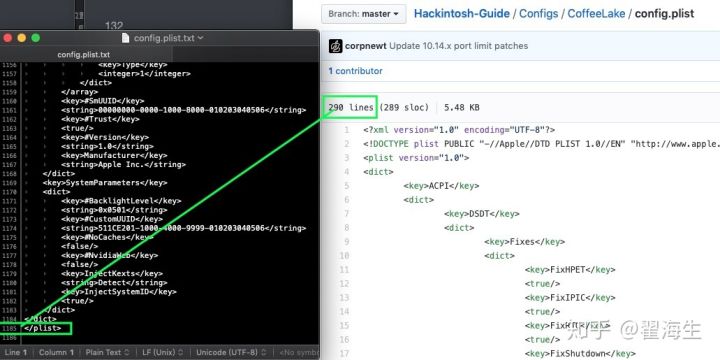 132
config.plist.txt
config.plist.txt
1156 <key>Type</key>
1157 <integer>1</integer>
1158 </dict>
1159 </array>
1160 <key>#SmUUID</key>
1161 <string>00000000-0000-1000-8000-010203040506</string>
1162 <key>#Trust</key>
1163 <true/>
1164 <key>#Version</key>
1165 <string>1.0</string>
1166 <key>Manufacturer</key>
1167 <string>Apple Inc.</string>
1168 </dict>
1169 <key>SystemParameters</key>
1170 <dict>
1171 <key>#BacklightLevel</key>
1172 <string>0x0501</string>
1173 <key>#CustomUUID</key>
1174 <string>511CE201-1000-4000-9999-010203040506</string>
1175 <key>#NoCaches</key>
1176 <false/>
1177 <key>#NvidiaWeb</key>
1178 <false/>
1179 <key>InjectKexts</key>
1180 <string>Detect</string>
1181 <key>InjectSystemID</key>
1182 <true/>
1183 </dict>
1184 </dict>
1185 </plist>
1186
Line 1 Column 1 Plain Text LF (Unix) Unicode (UTF-8) <No symbo
Branch: master Hackintosh-Guide / Configs / CoffeeLake / config.plist
corpnewt Update 10.14.x port limit patches
1 contributor
290 lines (289 sloc) 5.48 KB
1 <?xml version="1.0" encoding="UTF-8"?>
2 <!DOCTYPE plist PUBLIC "-//Apple//DTD PLIST 1.0//EN" "http://www.apple.
3 <plist version="1.0">
4 <dict>
5 <key>ACPI</key>
6 <dict>
7 <key>DSDT</key>
8 <dict>
9 <key>Fixes</key>
10 <dict>
11 <key>FixHPET</key>
12 <true/>
13 <key>FixIPIC</key>
14 <true/>
15 <key>FixRTC</key>
16 <true/>
17 <key>FixShutdown</key>
知乎 @翟海生